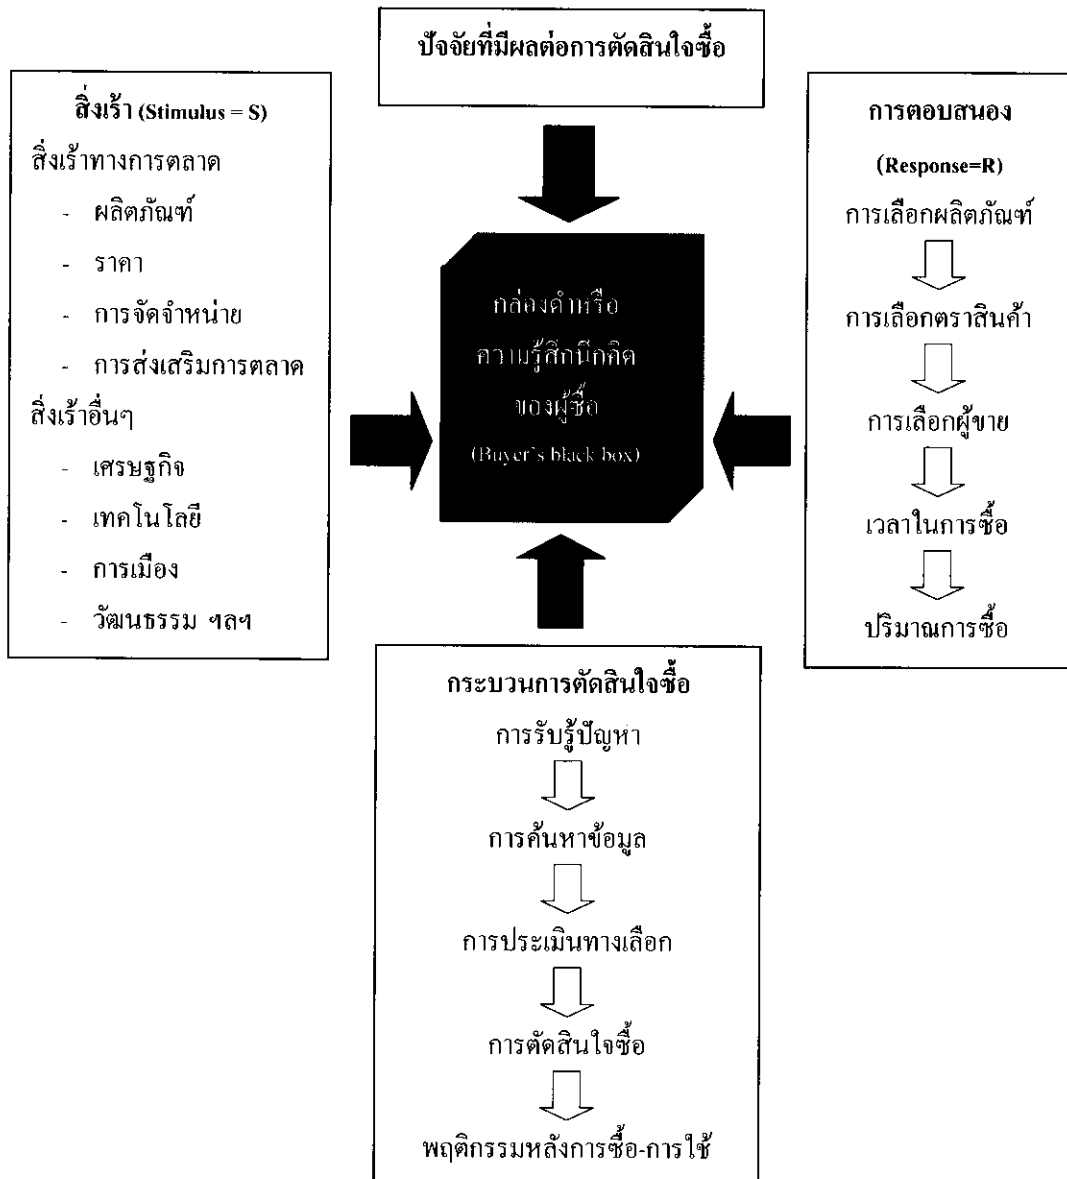 ปัจจัยที่มีผลต่อการตัดสินใจซื้อ
สิ่งเร้า (Stimulus = S)
สิ่งเร้าทางการตลาด
- ผลิตภัณฑ์
- ราคา
- การจัดจำหน่าย
- การส่งเสริมการตลาด
สิ่งเร้าอื่นๆ
- เศรษฐกิจ
- เทคโนโลยี
- การเมือง
- วัฒนธรรม ฯลฯ
กล่องดำหรือ
ความรู้สึกนึกคิด
ของผู้ซื้อ
(Buyer's black box)
การตอบสนอง
(Response=R)
การเลือกผลิตภัณฑ์
การเลือกตราสินค้า
การเลือกผู้ขาย
เวลาในการซื้อ
ปริมาณการซื้อ
กระบวนการตัดสินใจซื้อ
การรับรู้ปัญหา
การค้นหาข้อมูล
การประเมินทางเลือก
การตัดสินใจซื้อ
พฤติกรรมหลังการซื้อ-การใช้